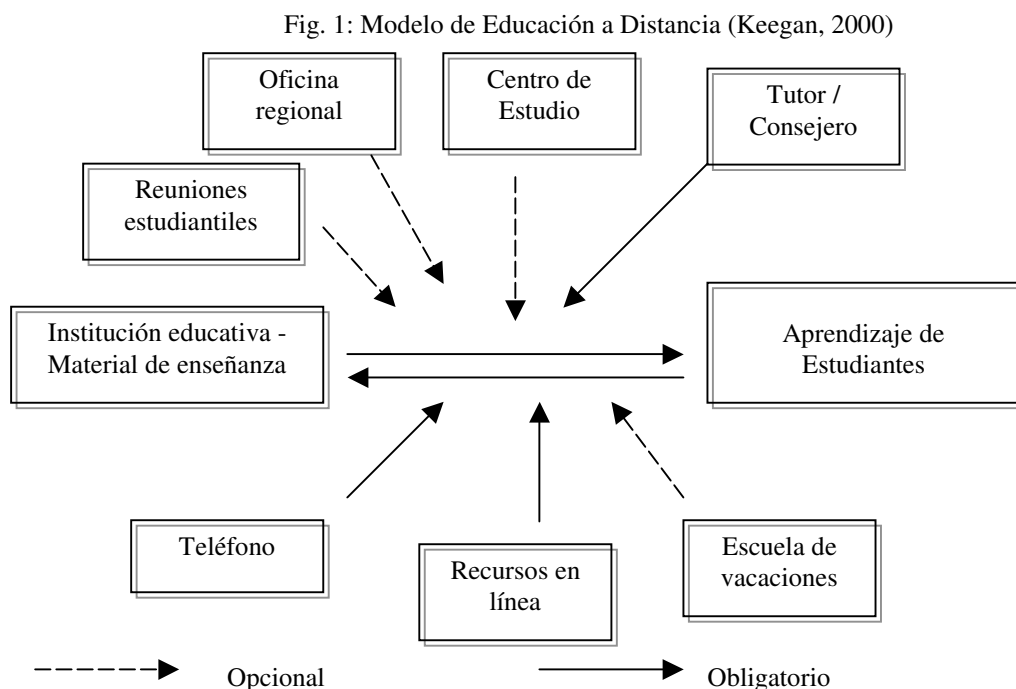 Fig. 1: Modelo de Educación a Distancia (Keegan, 2000)
Oficina
regional
Centro de
Estudio
Tutor /
Consejero
Reuniones
estudiantiles
Institución educativa -
Material de enseñanza
Aprendizaje de
Estudiantes
Teléfono
Recursos en
línea
Escuela de
vacaciones
Opcional
Obligatorio